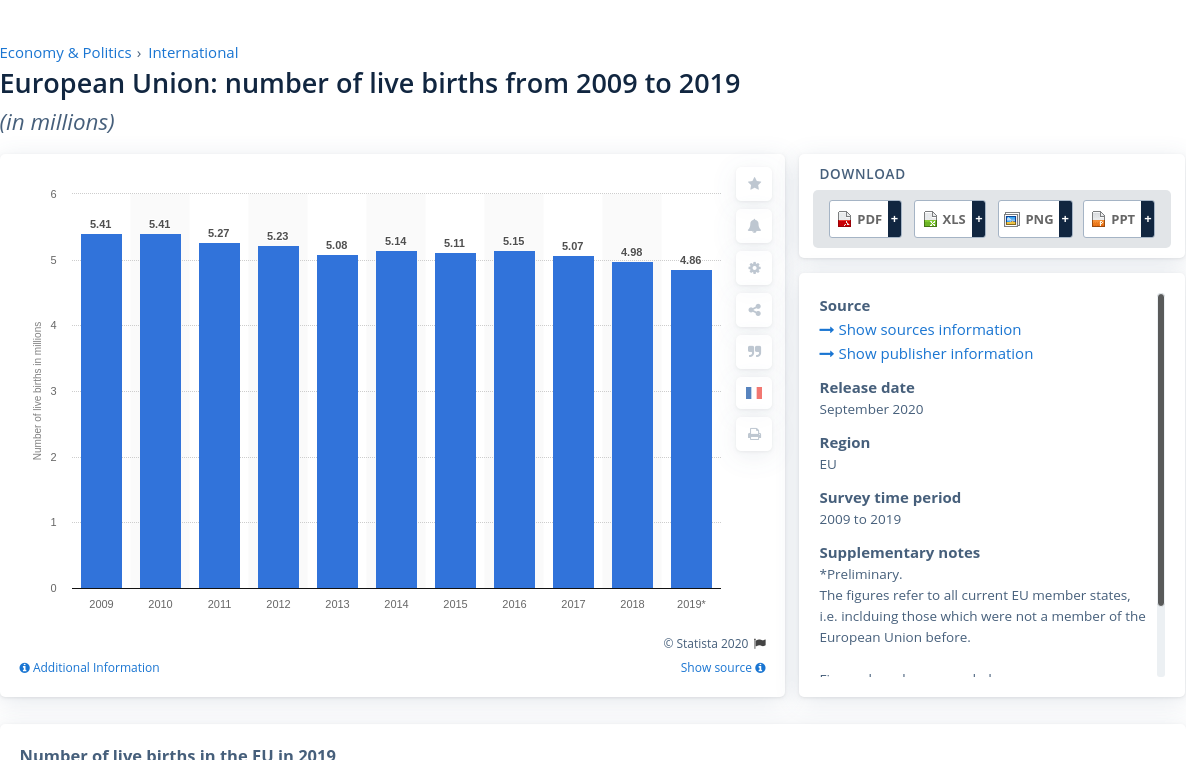 Economy & Politics › International
European Union: number of live births from 2009 to 2019
(in millions)
6
5
4
3
2
1
0
Number of live births in millions
5.41 5.41 5.27 5.23 5.08 5.14 5.11 5.15 5.07 4.98 4.86
2009 2010 2011 2012 2013 2014 2015 2016 2017 2018 2019*
© Statista 2020
Additional Information
Show source
DOWNLOAD
PDF + XLS + PNG + PPT +
Source
Show sources information
Show publisher information
Release date
September 2020
Region
EU
Survey time period
2009 to 2019
Supplementary notes
*Preliminary.
The figures refer to all current EU member states,
i.e. inclduing those which were not a member of the
European Union before.
Number of live births in the EU in 2019